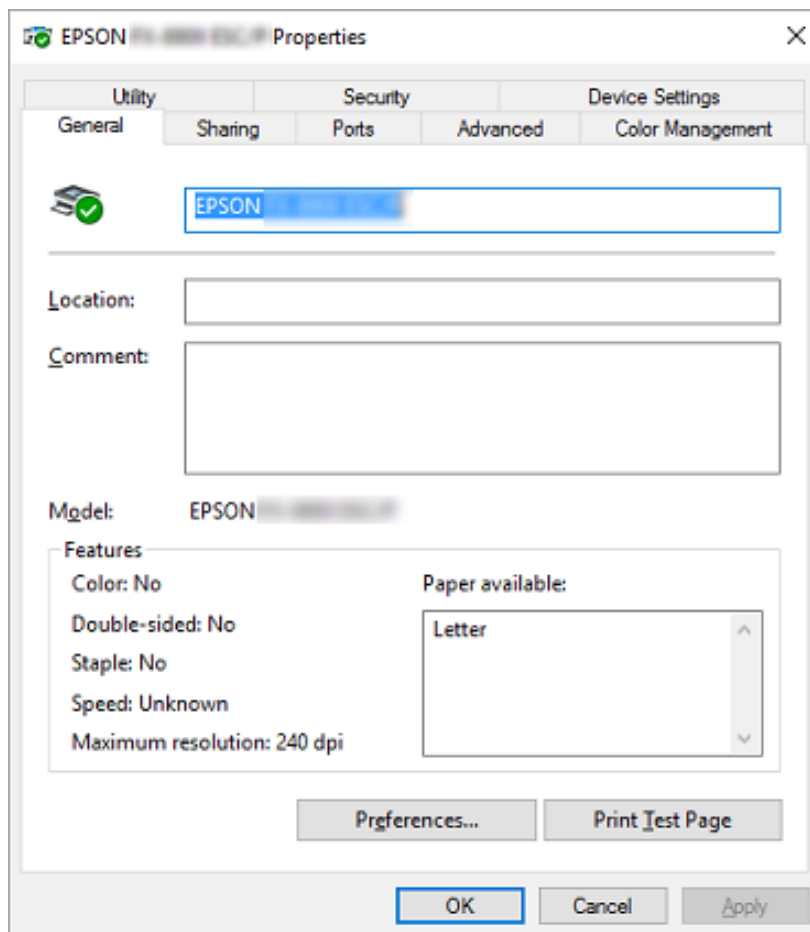 EPSON Properties
Utility Security Device Settings
General Sharing Ports Advanced Color Management
EPSON
Location:
Comment:
Model: EPSON
Features
Color: No
Paper available:
Double-sided: No
Letter
Staple: No
Speed: Unknown
Maximum resolution: 240 dpi
Preferences... Print Test Page
OK Cancel Apply